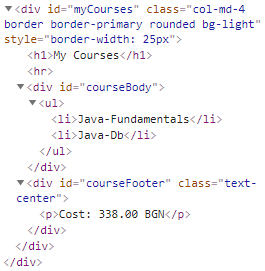 ▼<div id="myCourses" class="col-md-4
border border-primary rounded bg-light"
style="border-width: 25px">
<h1>My Courses</h1>
<hr>
▼<div id="courseBody">
▼<ul>
<li>Java-Fundamentals</li>
<li>Java-Db</li>
</ul>
</div>
▼<div id="courseFooter" class="text-
center">
<p>Cost: 338.00 BGN</p>
</div>
</div>
</div>